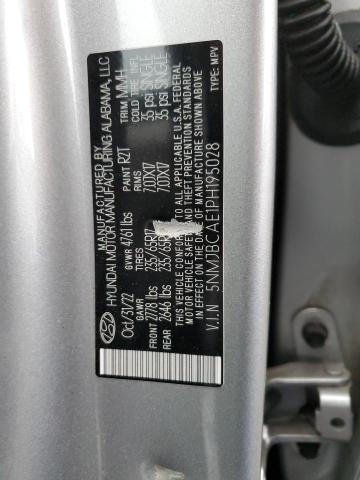 HYUNDAI
MANUFACTURED BY
HYUNDAI MOTOR MANUFACTURING ALABAMA, LLC
Oct/31/22 GVWR 4761 lbs PAINT R2T TRIM MMH
GAWR TIRES RIMS COLD TIRE INFL
FRONT 2778 lbs 235/65R17 7.0JX17 35 psi SINGLE
REAR 2646 lbs 235/65R17 7.0JX17 35 psi SINGLE
THIS VEHICLE CONFORMS TO ALL APPLICABLE U.S.A. FEDERAL
MOTOR VEHICLE SAFETY AND THEFT PREVENTION STANDARDS
IN EFFECT ON THE DATE OF MANUFACTURE SHOWN ABOVE.
V.I.N 5NMJBCAE1PH195028 TYPE: MPV